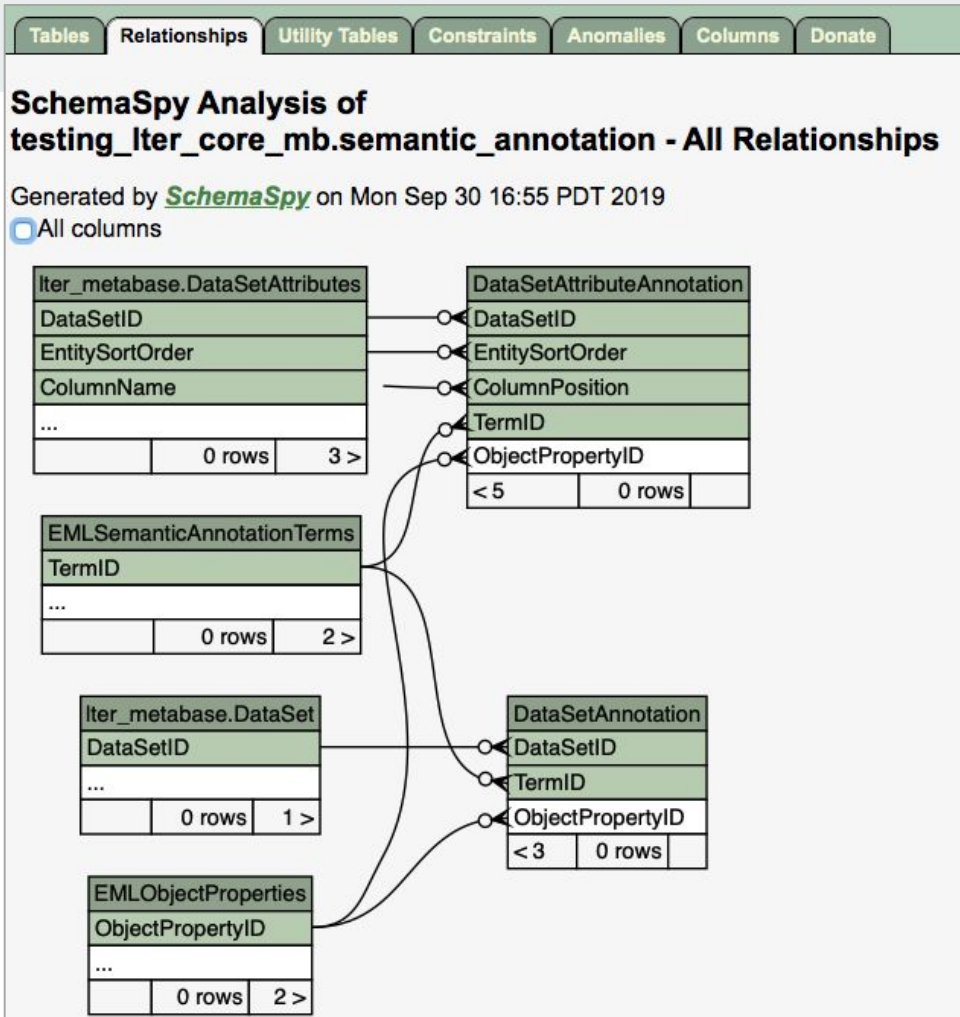 Tables Relationships Utility Tables Constraints Anomalies Columns Donate
SchemaSpy Analysis of
testing_lter_core_mb.semantic_annotation - All Relationships
Generated by SchemaSpy on Mon Sep 30 16:55 PDT 2019
All columns
lter_metabase.DataSetAttributes
DataSetID
EntitySortOrder
ColumnName
...
0 rows 3 >
DataSetAttributeAnnotation
DataSetID
EntitySortOrder
ColumnPosition
TermID
ObjectPropertyID
< 5 0 rows
EMLSemanticAnnotationTerms
TermID
...
0 rows 2 >
lter_metabase.DataSet
DataSetID
...
0 rows 1 >
DataSetAnnotation
DataSetID
TermID
ObjectPropertyID
< 3 0 rows
EMLObjectProperties
ObjectPropertyID
...
0 rows 2 >